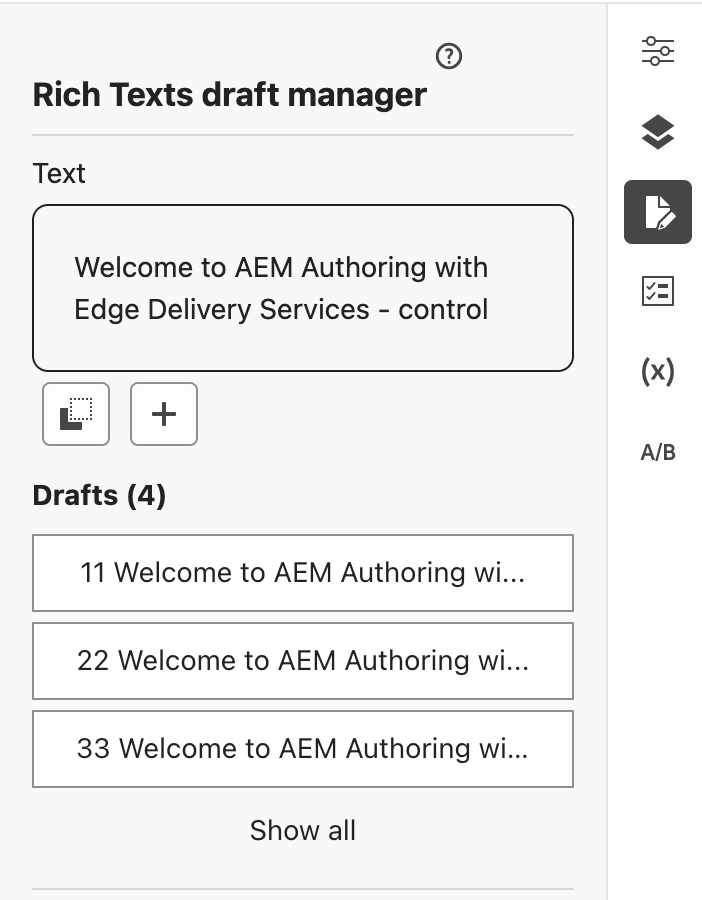 Rich Texts draft manager
Text
Welcome to AEM Authoring with
Edge Delivery Services - control
Drafts (4)
11 Welcome to AEM Authoring wi...
22 Welcome to AEM Authoring wi...
33 Welcome to AEM Authoring wi...
Show all
(x)
A/B